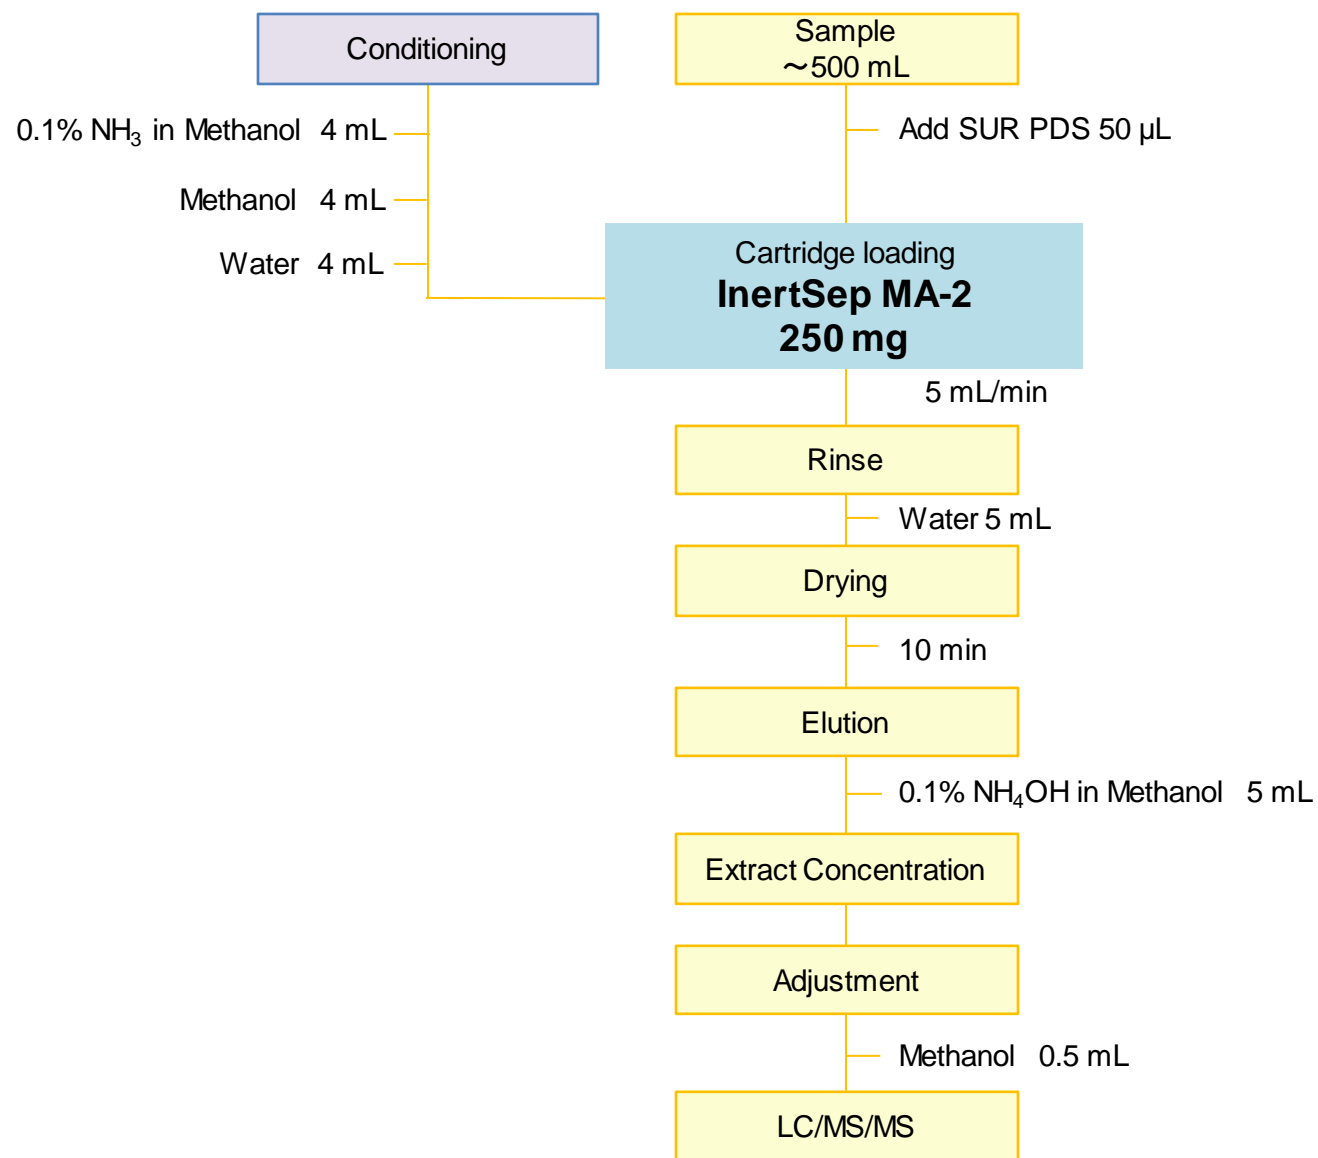 Conditioning
0.1% NH₃ in Methanol 4 mL
Methanol 4 mL
Water 4 mL
Sample
～500 mL
Add SUR PDS 50 µL
Cartridge loading
InertSep MA-2
250 mg
5 mL/min
Rinse
Water 5 mL
Drying
10 min
Elution
0.1% NH₄OH in Methanol 5 mL
Extract Concentration
Adjustment
Methanol 0.5 mL
LC/MS/MS